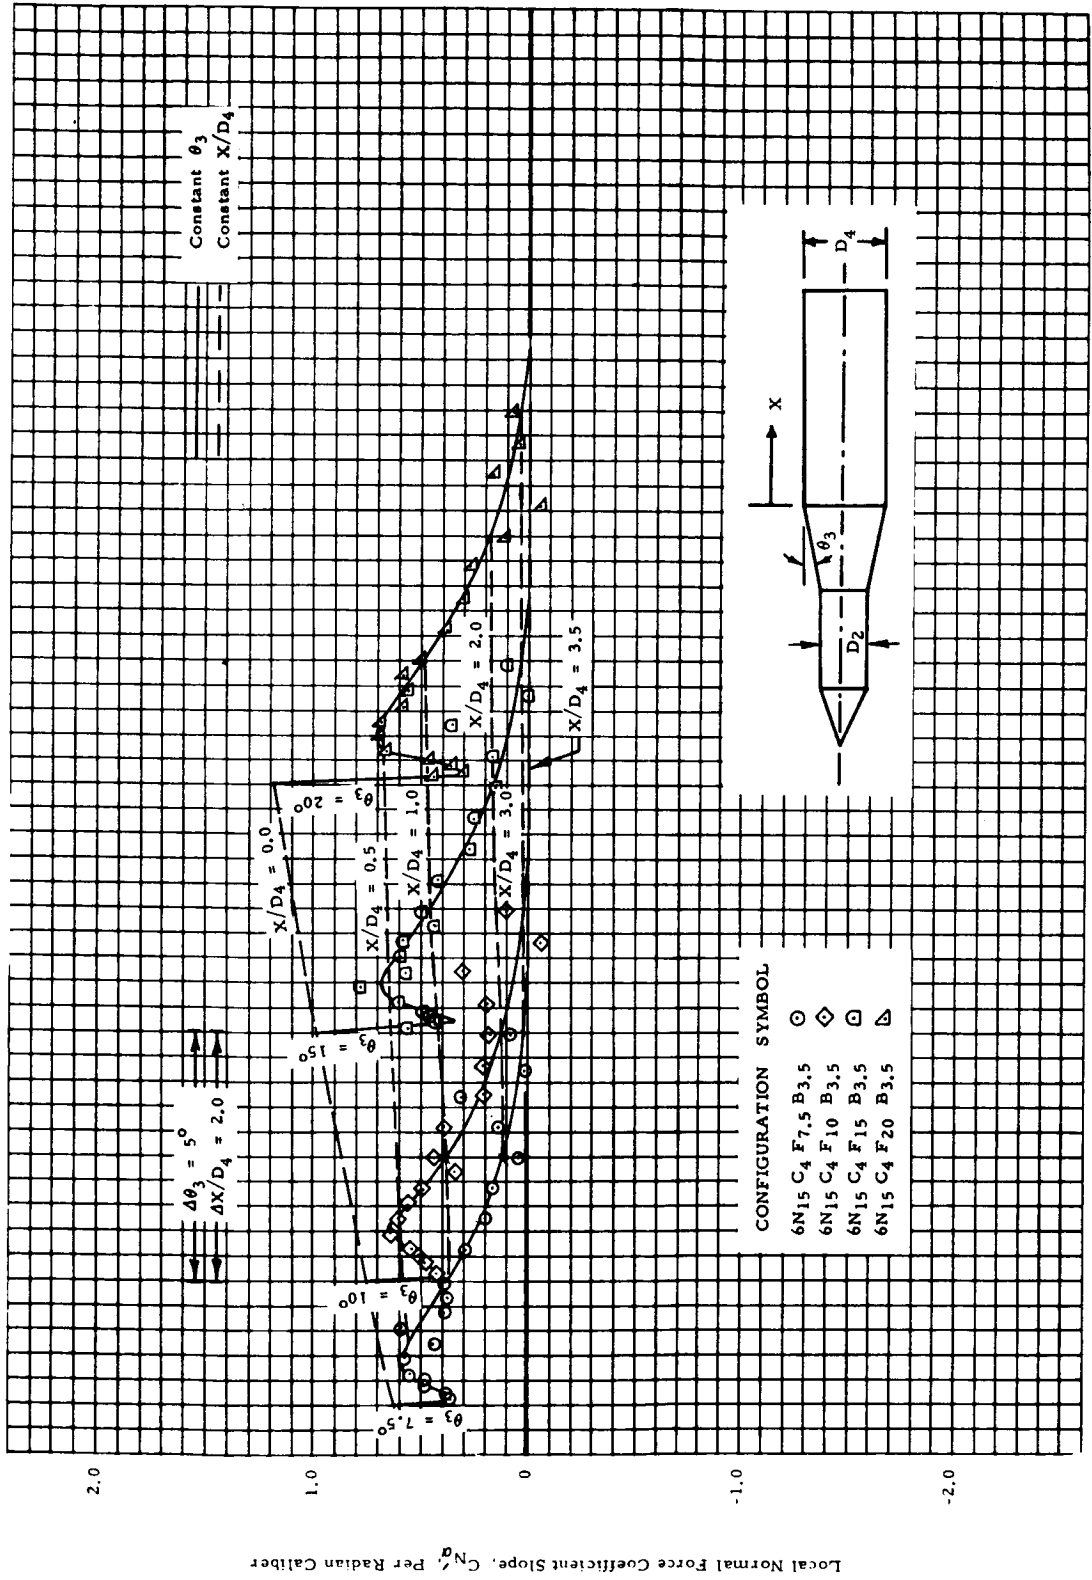 2.0
1.0
0
-1.0
-2.0
Local Normal Force Coefficient Slope, C'Nα, Per Radian Caliber
Constant θ3
Constant X/D4
Δθ3 = 5°
ΔX/D4 = 2.0
θ3 = 7.5°
θ3 = 10°
θ3 = 15°
θ3 = 20°
X/D4 = 0.0
X/D4 = 0.5
X/D4 = 1.0
X/D4 = 2.0
X/D4 = 3.0
X/D4 = 3.5
CONFIGURATION SYMBOL
6N15 C4 F7.5 B3.5
6N15 C4 F10 B3.5
6N15 C4 F15 B3.5
6N15 C4 F20 B3.5
X
θ3
D2
D4